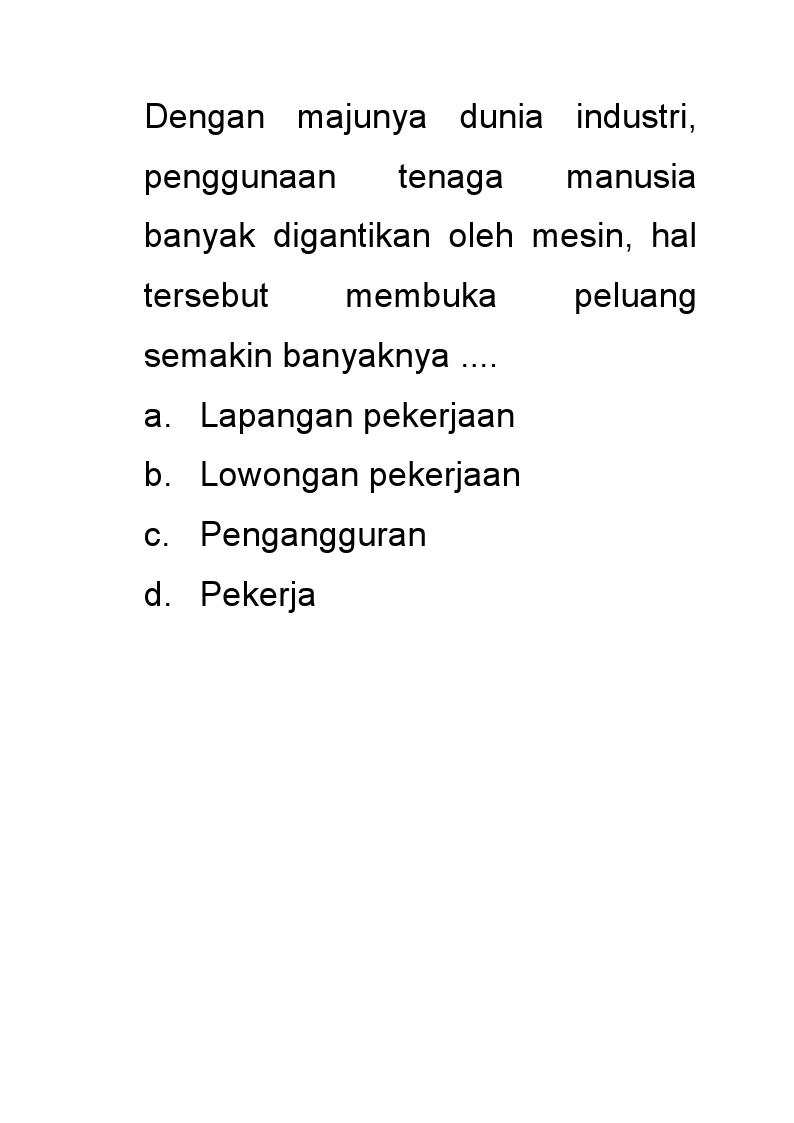 Dengan majunya dunia industri,
penggunaan tenaga manusia
banyak digantikan oleh mesin, hal
tersebut membuka peluang
semakin banyaknya ....
a. Lapangan pekerjaan
b. Lowongan pekerjaan
c. Pengangguran
d. Pekerja